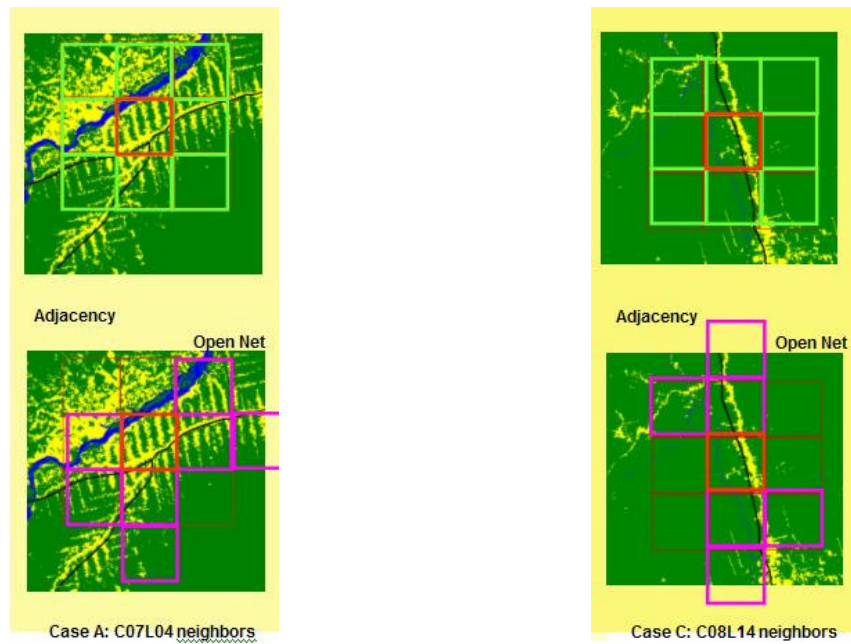 Adjacency
Open Net
Case A: C07L04 neighbors
Adjacency
Open Net
Case C: C08L14 neighbors